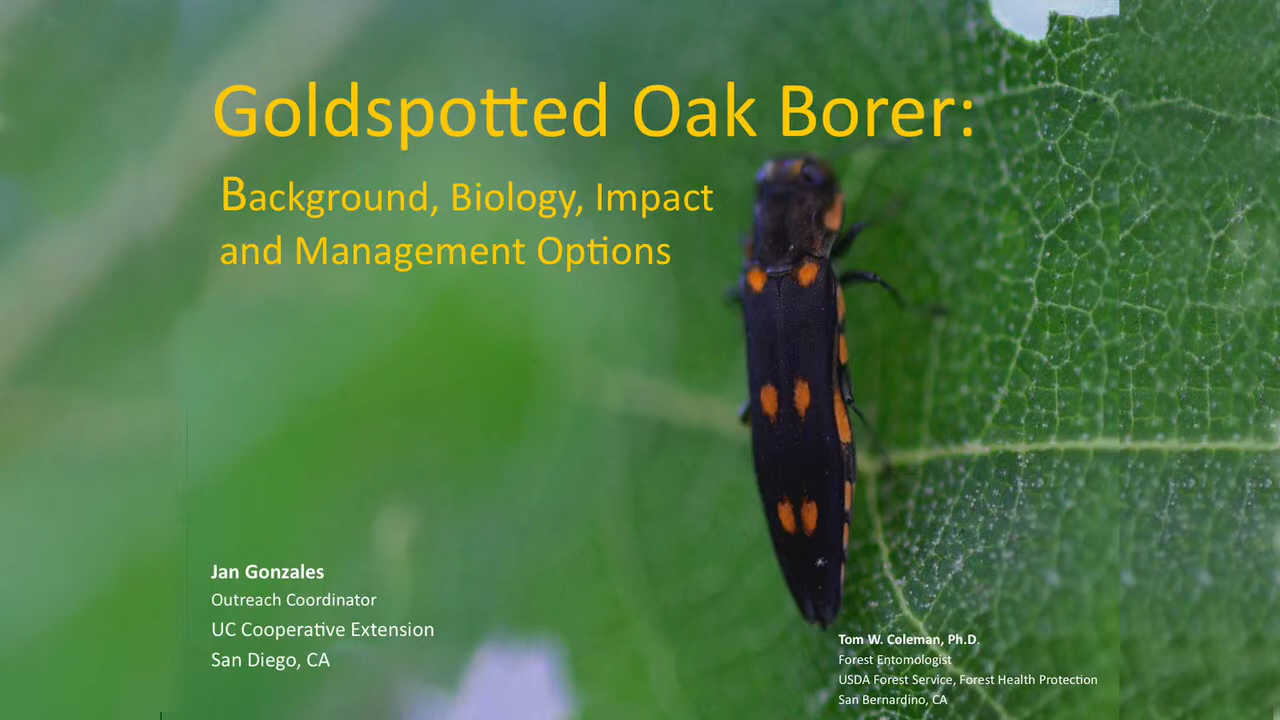 Goldspotted Oak Borer:
Background, Biology, Impact
and Management Options
Jan Gonzales
Outreach Coordinator
UC Cooperative Extension
San Diego, CA
Tom W. Coleman, Ph.D.
Forest Entomologist
USDA Forest Service, Forest Health Protection
San Bernardino, CA